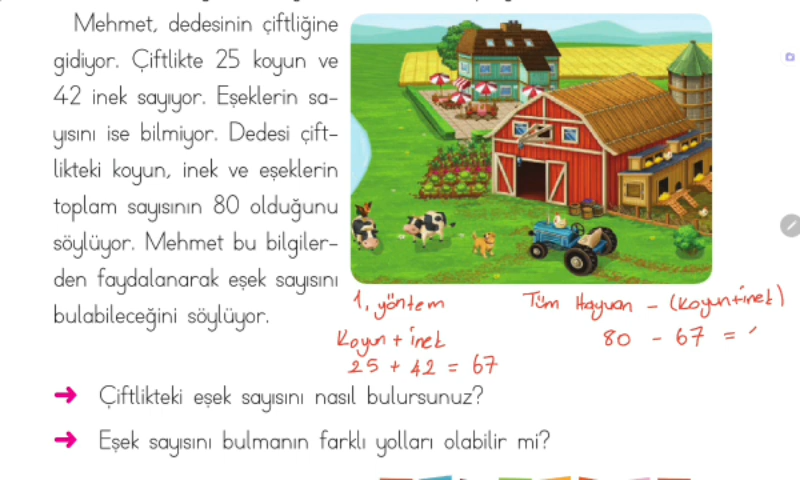 Mehmet, dedesinin çiftliğine
gidiyor. Çiftlikte 25 koyun ve
42 inek sayıyor. Eşeklerin sa-
yısını ise bilmiyor. Dedesi çift-
likteki koyun, inek ve eşeklerin
toplam sayısının 80 olduğunu
söylüyor. Mehmet bu bilgiler-
den faydalanarak eşek sayısını
bulabileceğini söylüyor.
1. yöntem
Koyun + inek
25 + 42 = 67
Tüm Hayvan - (Koyun+inek)
80 - 67 =
Çiftlikteki eşek sayısını nasıl bulursunuz?
Eşek sayısını bulmanın farklı yolları olabilir mi?